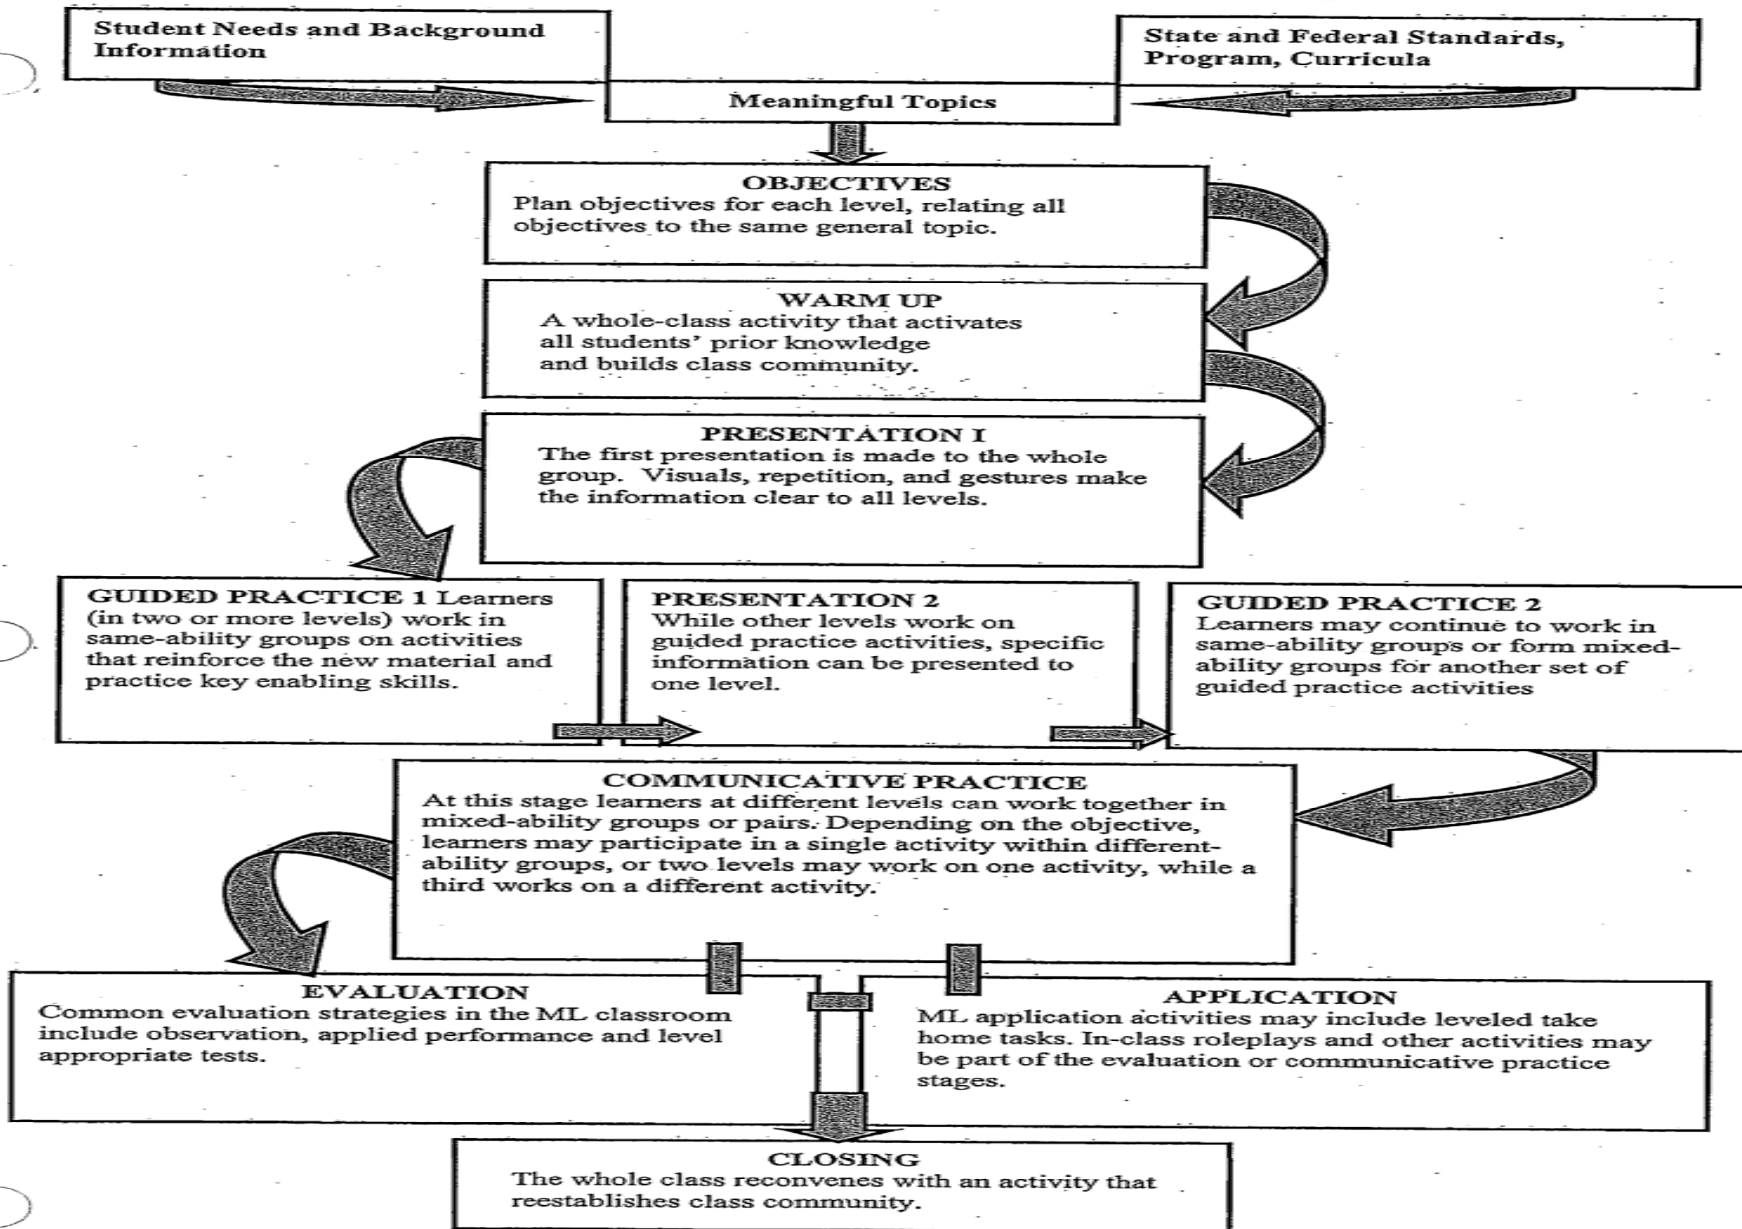 Student Needs and Background
Information
State and Federal Standards,
Program, Curricula
Meaningful Topics
OBJECTIVES
Plan objectives for each level, relating all
objectives to the same general topic.
WARM UP
A whole-class activity that activates
all students' prior knowledge
and builds class community.
PRESENTATION I
The first presentation is made to the whole
group. Visuals, repetition, and gestures make
the information clear to all levels.
GUIDED PRACTICE 1 Learners
(in two or more levels) work in
same-ability groups on activities
that reinforce the new material and
practice key enabling skills.
PRESENTATION 2
While other levels work on
guided practice activities, specific
information can be presented to
one level.
GUIDED PRACTICE 2
Learners may continue to work in
same-ability groups or form mixed-
ability groups for another set of
guided practice activities
COMMUNICATIVE PRACTICE
At this stage learners at different levels can work together in
mixed-ability groups or pairs. Depending on the objective,
learners may participate in a single activity within different-
ability groups, or two levels may work on one activity, while a
third works on a different activity.
EVALUATION
Common evaluation strategies in the ML classroom
include observation, applied performance and level
appropriate tests.
APPLICATION
ML application activities may include leveled take
home tasks. In-class roleplays and other activities may
be part of the evaluation or communicative practice
stages.
CLOSING
The whole class reconvenes with an activity that
reestablishes class community.